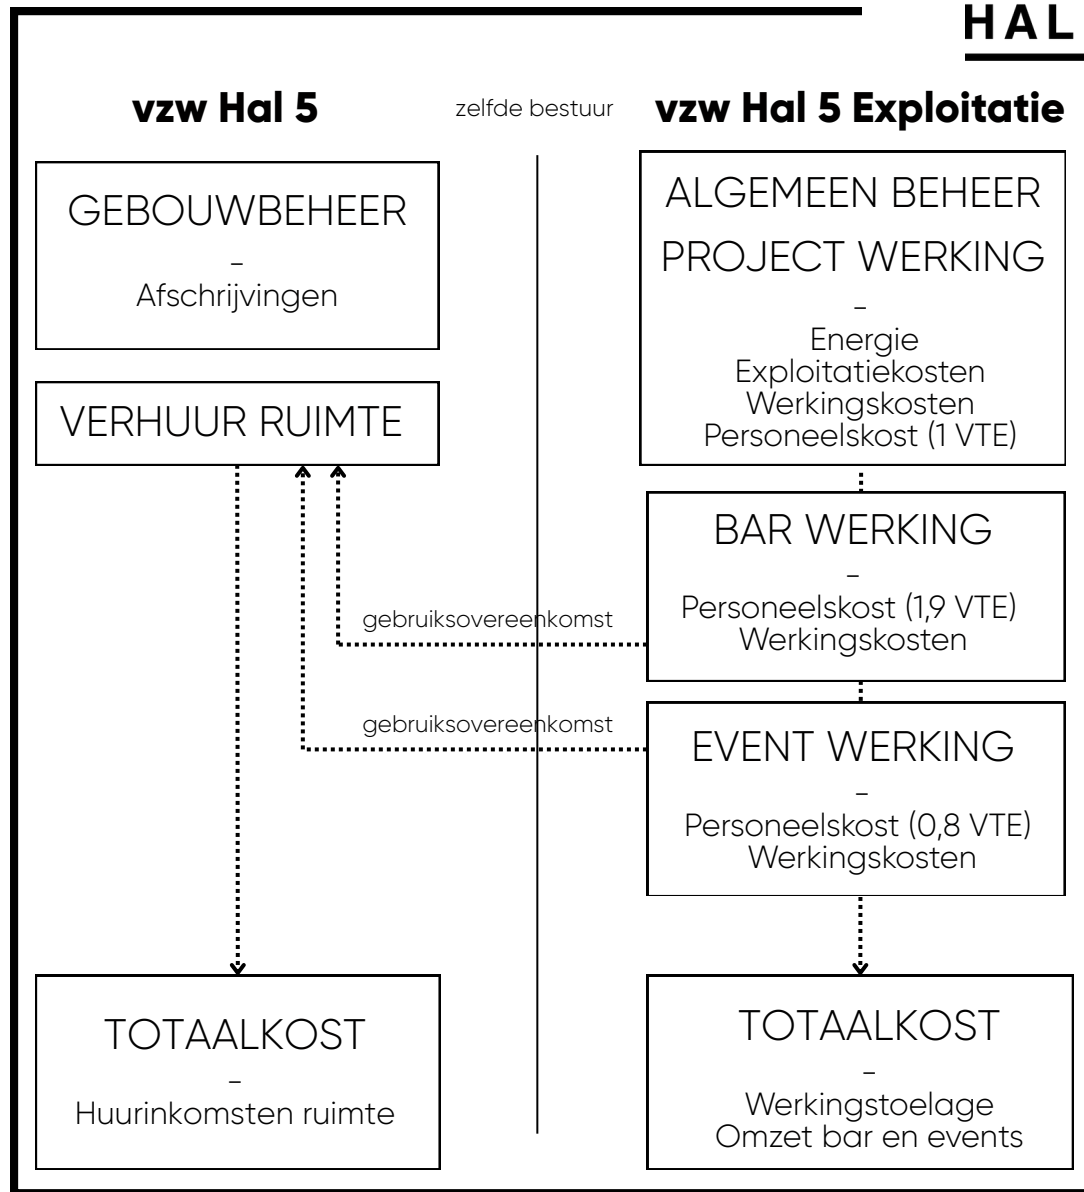 HAL
vzw Hal 5
zelfde bestuur
vzw Hal 5 Exploitatie
GEBOUWBEHEER
–
Afschrijvingen
VERHUUR RUIMTE
ALGEMEEN BEHEER
PROJECT WERKING
–
Energie
Exploitatiekosten
Werkingskosten
Personeelskost (1 VTE)
BAR WERKING
–
Personeelskost (1,9 VTE)
Werkingskosten
gebruiksovereenkomst
gebruiksovereenkomst
EVENT WERKING
–
Personeelskost (0,8 VTE)
Werkingskosten
TOTAALKOST
–
Huurinkomsten ruimte
TOTAALKOST
–
Werkingstoelage
Omzet bar en events